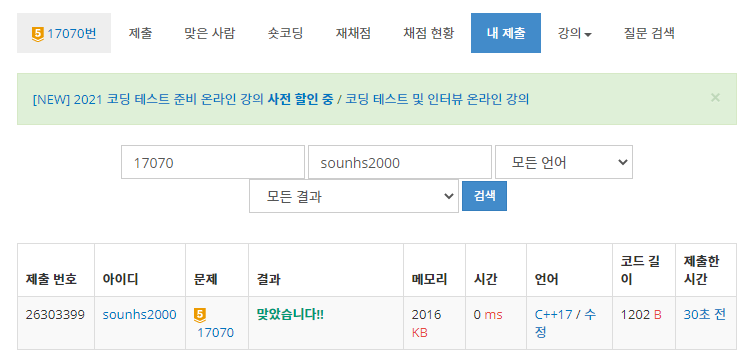 5 17070번 제출 맞은 사람 숏코딩 재채점 채점 현황 내 제출 강의 질문 검색
[NEW] 2021 코딩 테스트 준비 온라인 강의 사전 할인 중 / 코딩 테스트 및 인터뷰 온라인 강의 ×
17070 sounhs2000 모든 언어
모든 결과 검색
제출 번호 아이디 문제 결과 메모리 시간 언어 코드 길이 제출한 시간
26303399 sounhs2000 5 17070 맞았습니다!! 2016 KB 0 ms C++17 / 수정 1202 B 30초 전